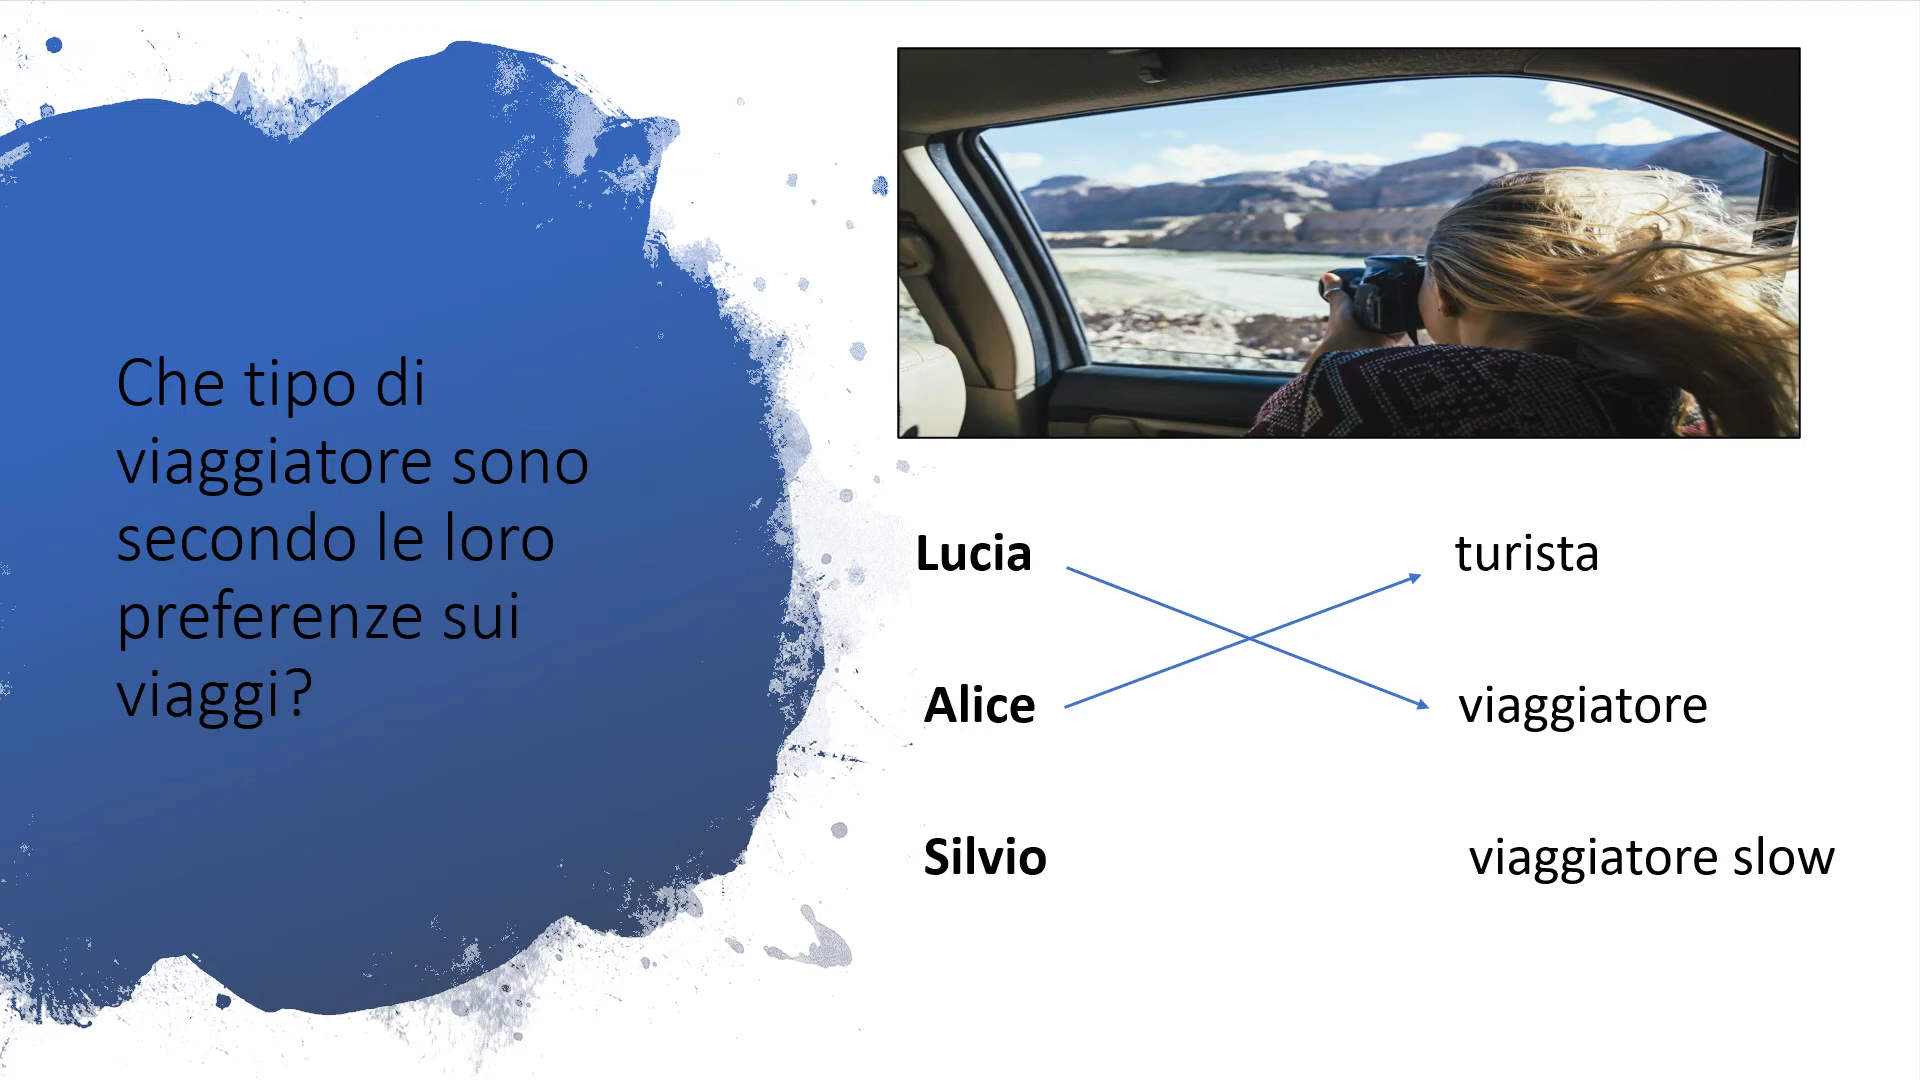 Che tipo di
viaggiatore sono
secondo le loro
preferenze sui
viaggi?
Lucia
turista
Alice
viaggiatore
Silvio
viaggiatore slow